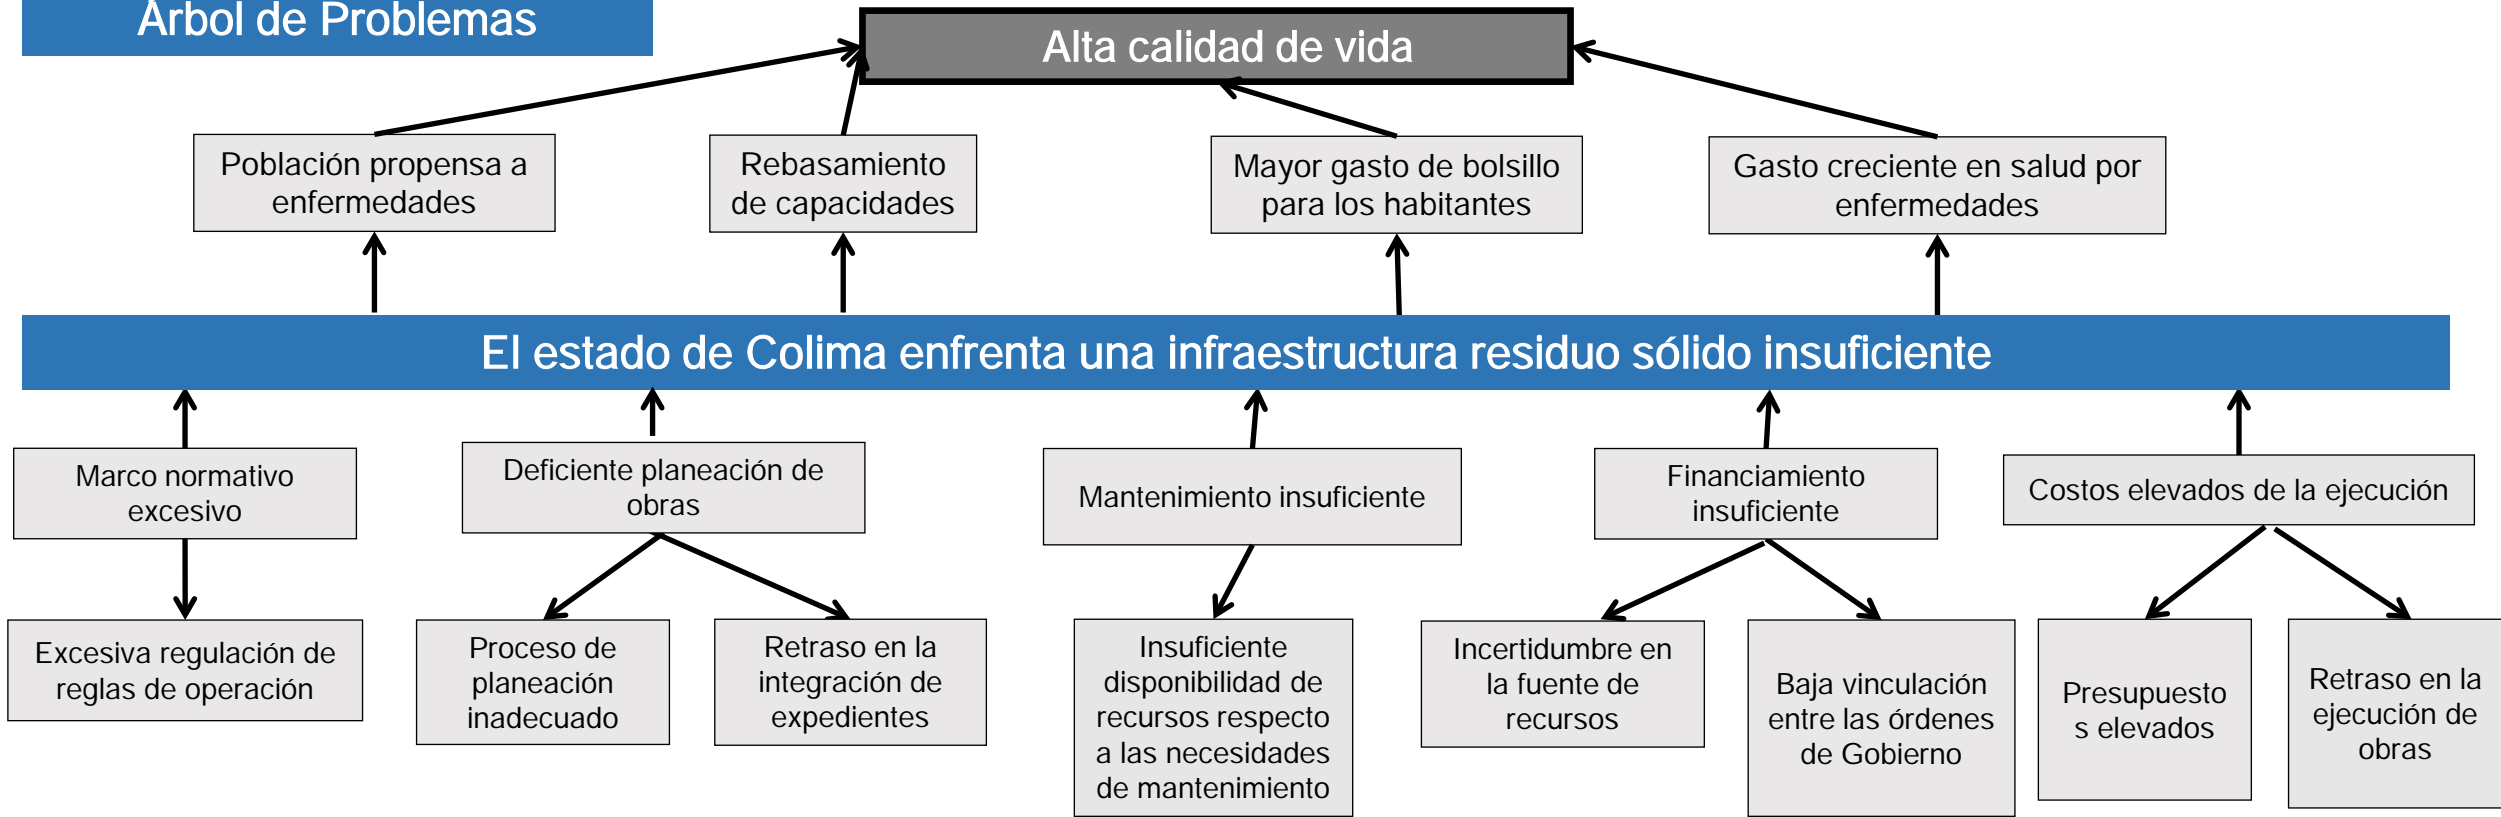 Árbol de Problemas
Alta calidad de vida
Población propensa a
enfermedades
Rebasamiento
de capacidades
Mayor gasto de bolsillo
para los habitantes
Gasto creciente en salud por
enfermedades
El estado de Colima enfrenta una infraestructura residuo sólido insuficiente
Marco normativo
excesivo
Deficiente planeación de
obras
Mantenimiento insuficiente
Financiamiento
insuficiente
Costos elevados de la ejecución
Excesiva regulación de
reglas de operación
Proceso de
planeación
inadecuado
Retraso en la
integración de
expedientes
Insuficiente
disponibilidad de
recursos respecto
a las necesidades
de mantenimiento
Incertidumbre en
la fuente de
recursos
Baja vinculación
entre las órdenes
de Gobierno
Presupuesto
s elevados
Retraso en la
ejecución de
obras